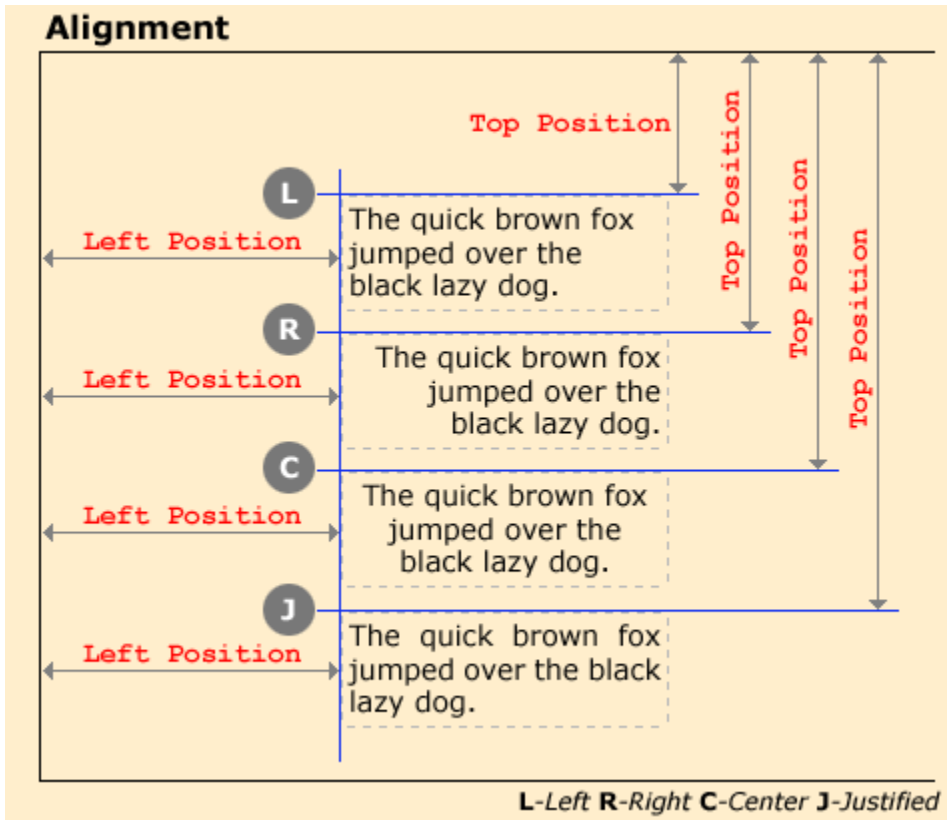 Alignment
Top Position
Top Position
Top Position
Top Position
L
The quick brown fox
jumped over the
black lazy dog.
Left Position
R
The quick brown fox
jumped over the
black lazy dog.
Left Position
C
The quick brown fox
jumped over the
black lazy dog.
Left Position
J
The quick brown fox
jumped over the black
lazy dog.
Left Position
L-Left R-Right C-Center J-Justified